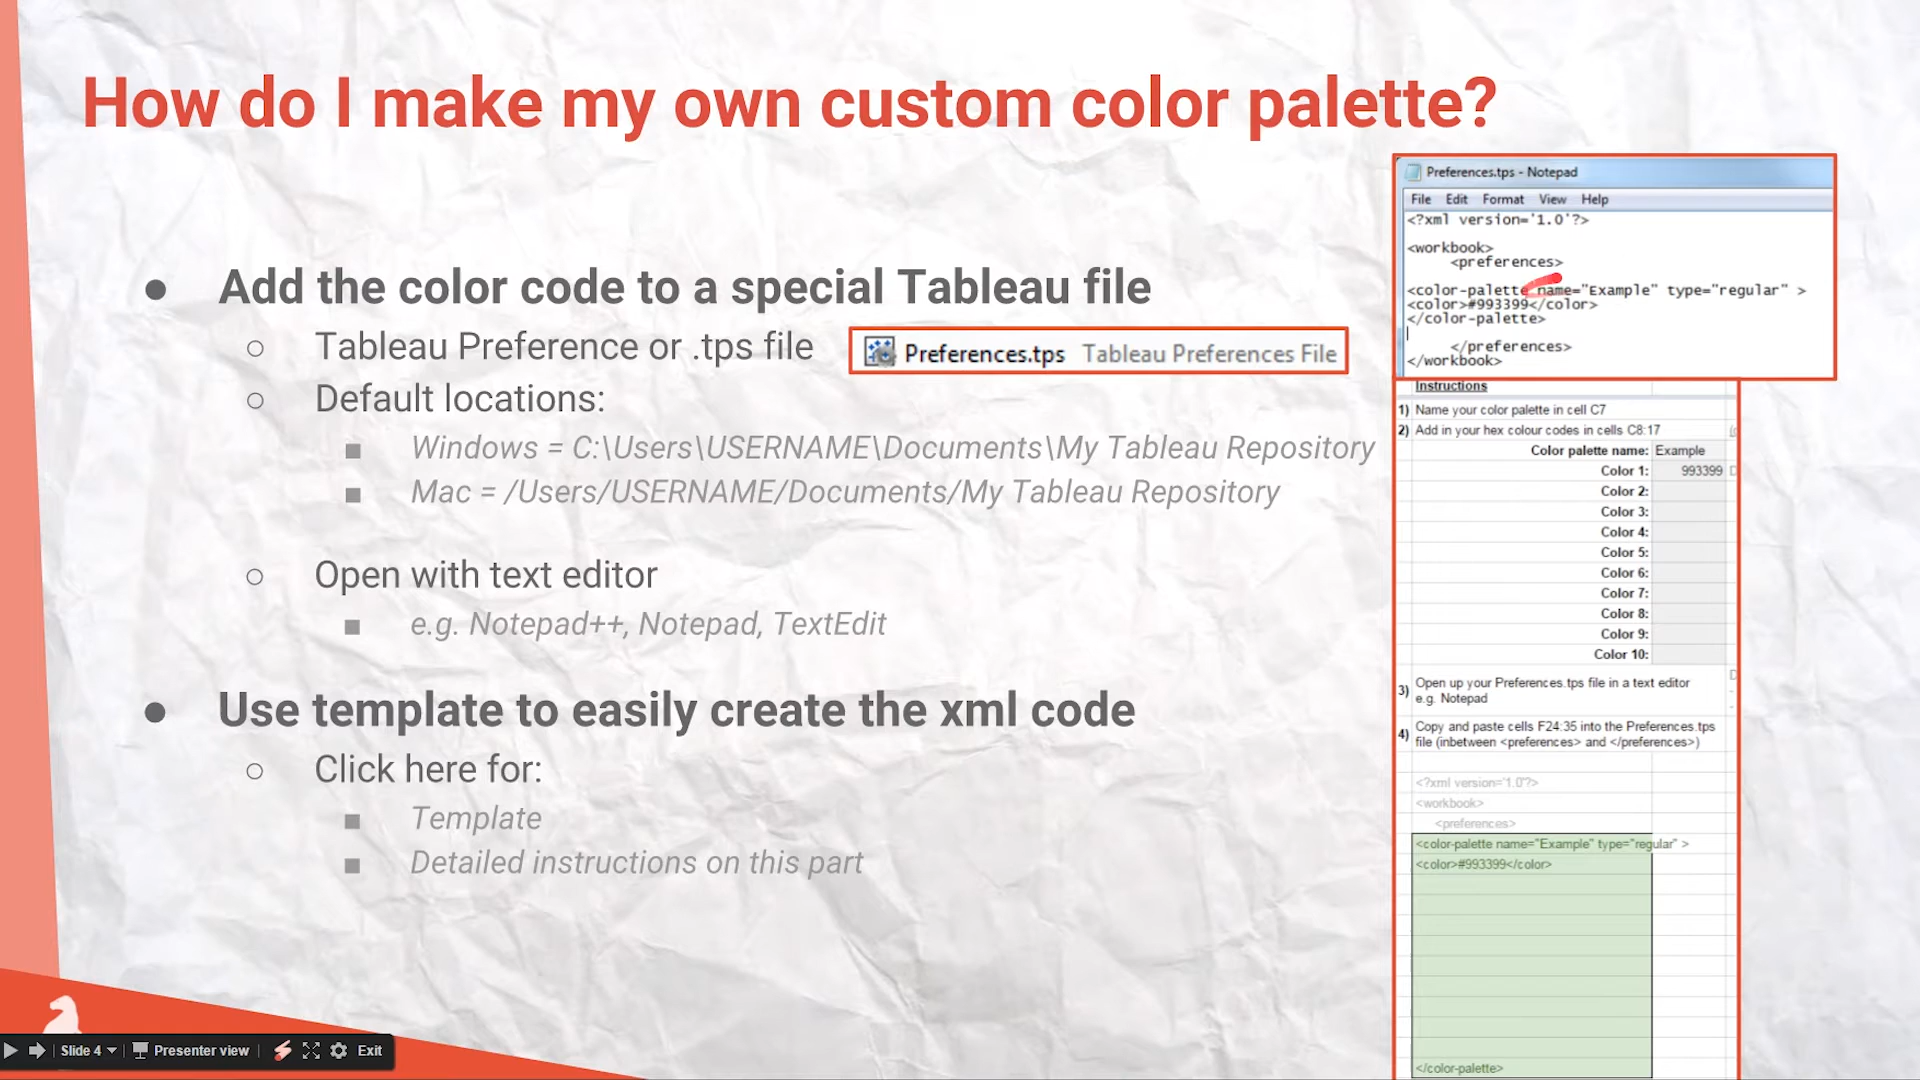 How do I make my own custom color palette?
● Add the color code to a special Tableau file
○ Tableau Preference or .tps file
Preferences.tps Tableau Preferences File
○ Default locations:
■ Windows = C:\Users\USERNAME\Documents\My Tableau Repository
■ Mac = /Users/USERNAME/Documents/My Tableau Repository
○ Open with text editor
■ e.g. Notepad++, Notepad, TextEdit
● Use template to easily create the xml code
○ Click here for:
■ Template
■ Detailed instructions on this part
Preferences.tps - Notepad
File Edit Format View Help
<?xml version='1.0'?>
<workbook>
<preferences>
<color-palette name="Example" type="regular" >
<color>#993399</color>
</color-palette>
</preferences>
</workbook>
Instructions
1) Name your color palette in cell C7
2) Add in your hex colour codes in cells C8:17
Color palette name: Example
Color 1: 993399
Color 2:
Color 3:
Color 4:
Color 5:
Color 6:
Color 7:
Color 8:
Color 9:
Color 10:
3) Open up your Preferences.tps file in a text editor
e.g. Notepad
4) Copy and paste cells F24:35 into the Preferences.tps
file (inbetween <preferences> and </preferences>)
<?xml version='1.0'?>
<workbook>
<preferences>
<color-palette name="Example" type="regular" >
<color>#993399</color>
</color-palette>
Slide 4 Presenter view Exit